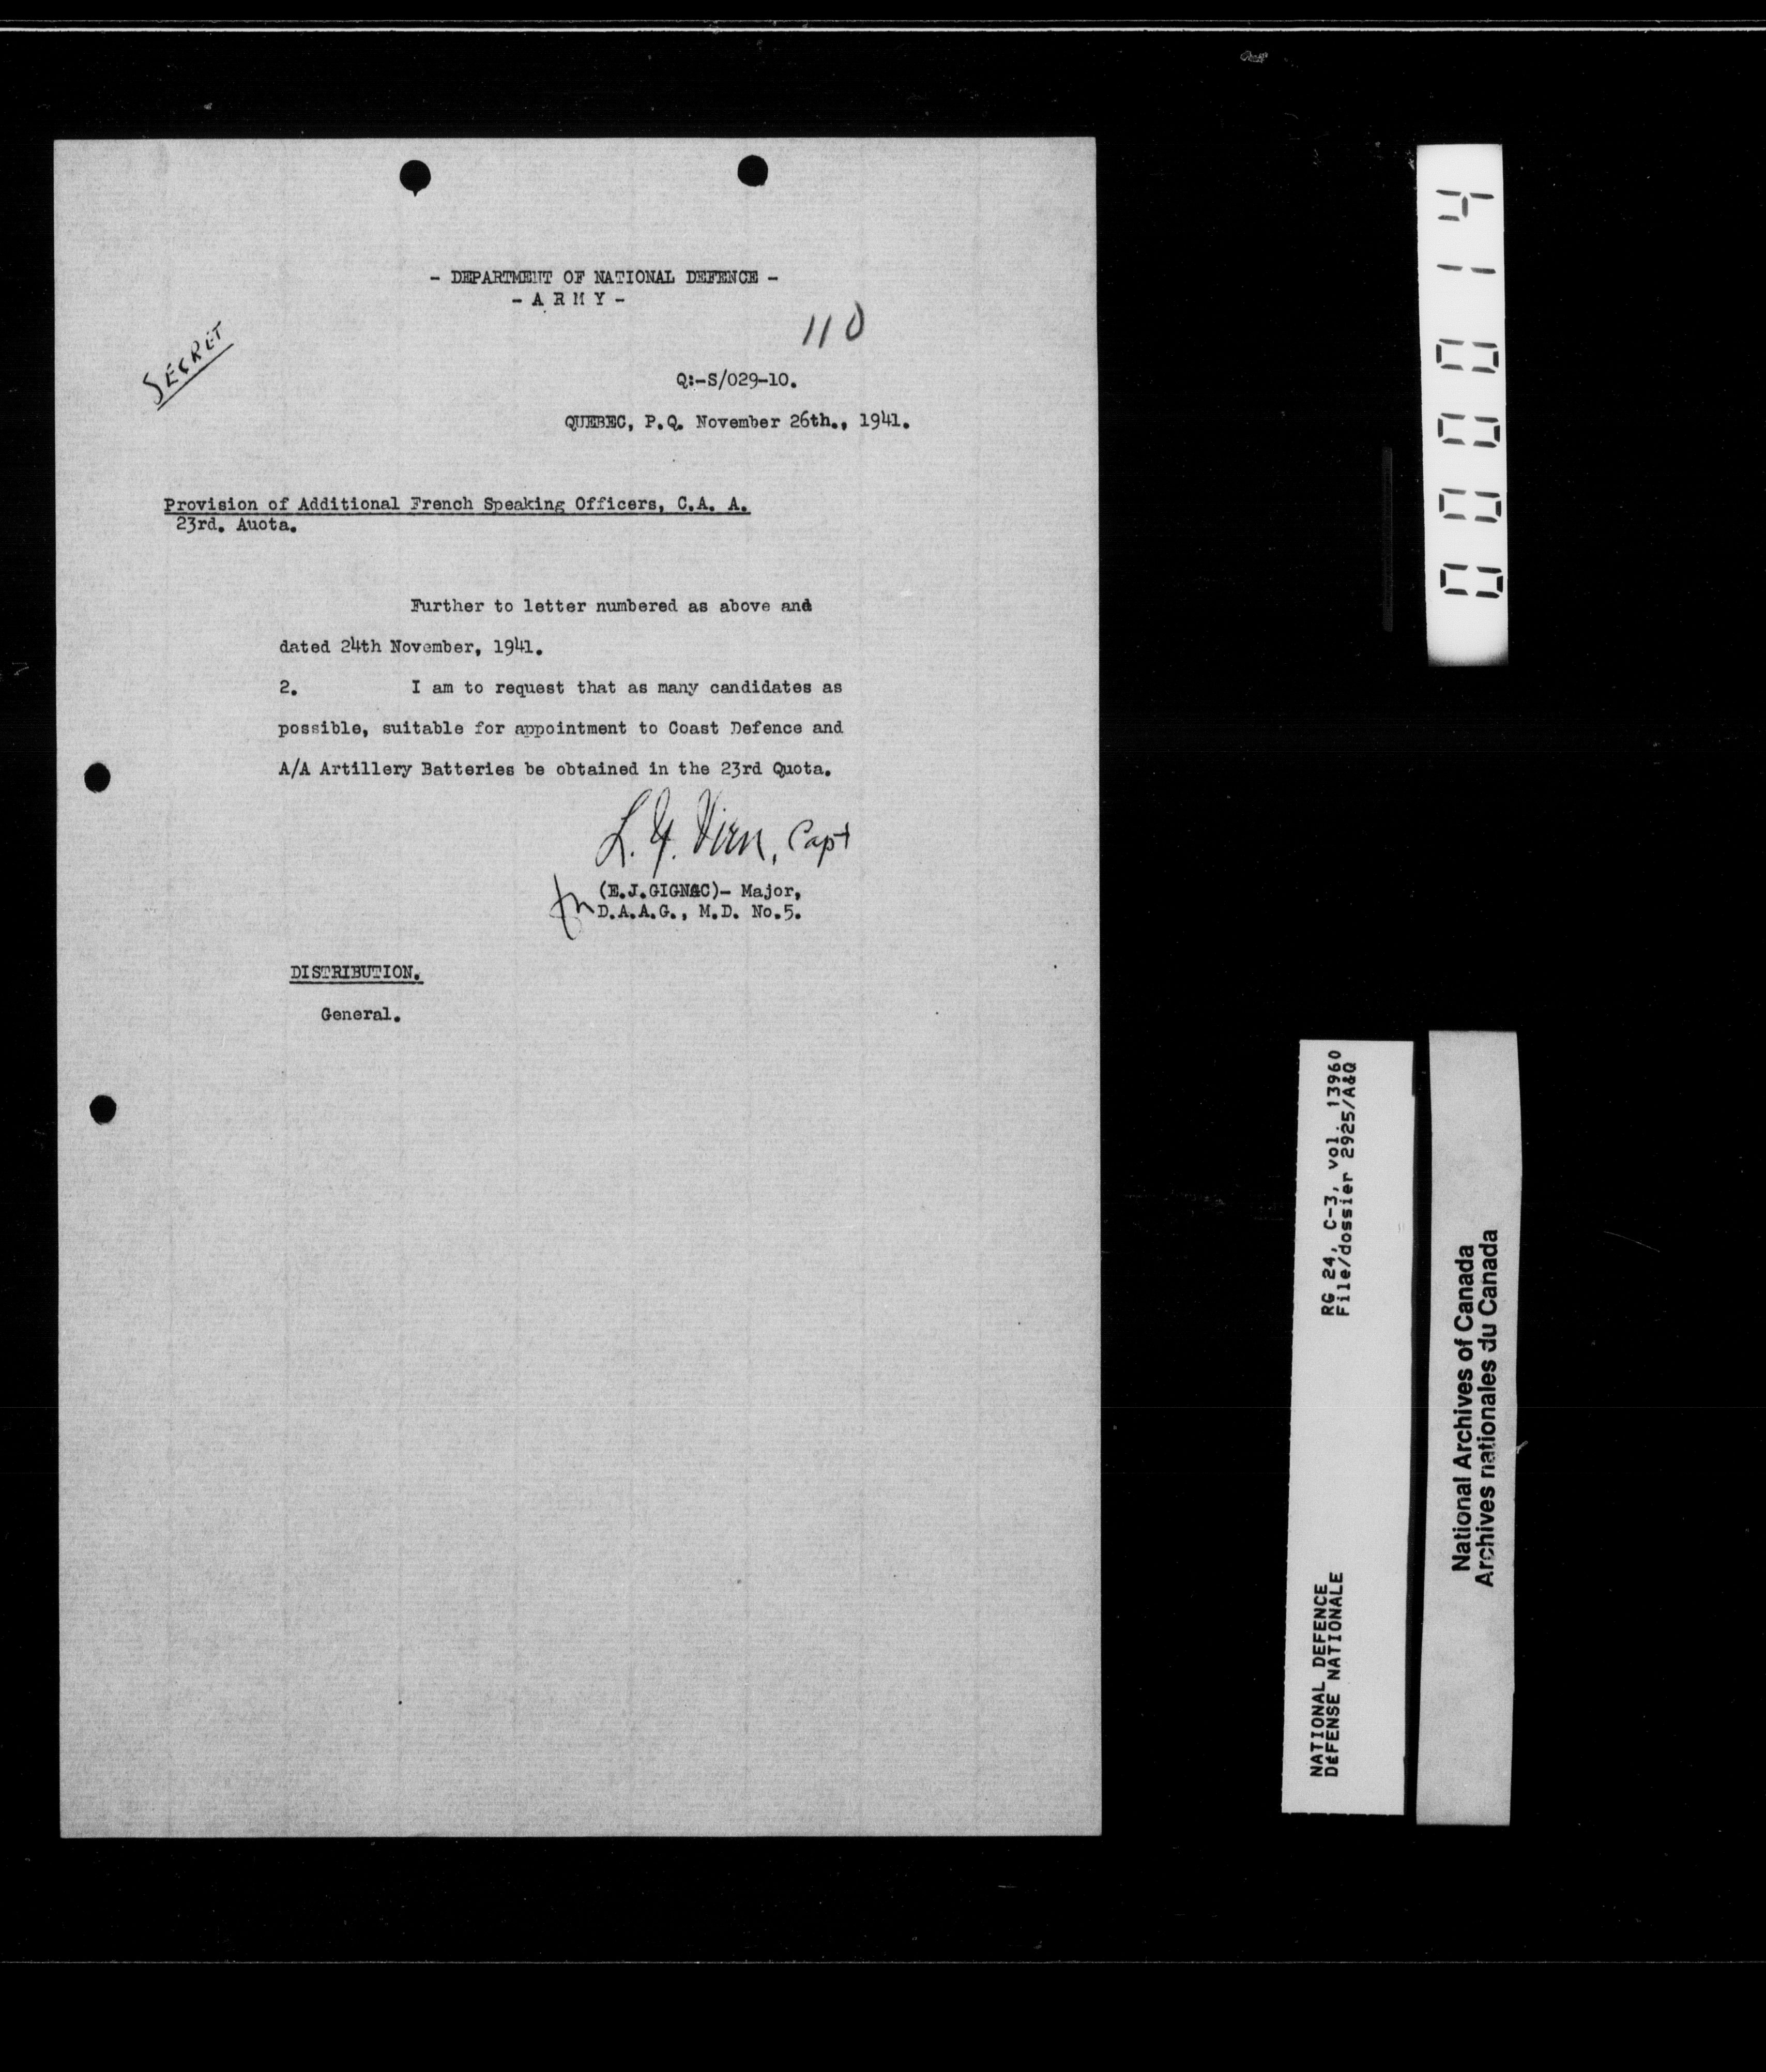 - DEPARTMENT OF NATIONAL DEFENCE -
- A R M Y -
110
SECRET
Q:-S/029-10.
QUEBEC, P.Q. November 26th., 1941.
Provision of Additional French Speaking Officers, C.A. A.
23rd. Auota.
Further to letter numbered as above and
dated 24th November, 1941.
2. I am to request that as many candidates as
possible, suitable for appointment to Coast Defence and
A/A Artillery Batteries be obtained in the 23rd Quota.
L. Capt
(E.J.GIGNAC)- Major,
D.A.A.G., M.D. No.5.
DISTRIBUTION.
General.
000014
RG 24, C-3, vol. 13960
File/dossier 2925/A&Q
NATIONAL DEFENCE
DÉFENSE NATIONALE
National Archives of Canada
Archives nationales du Canada